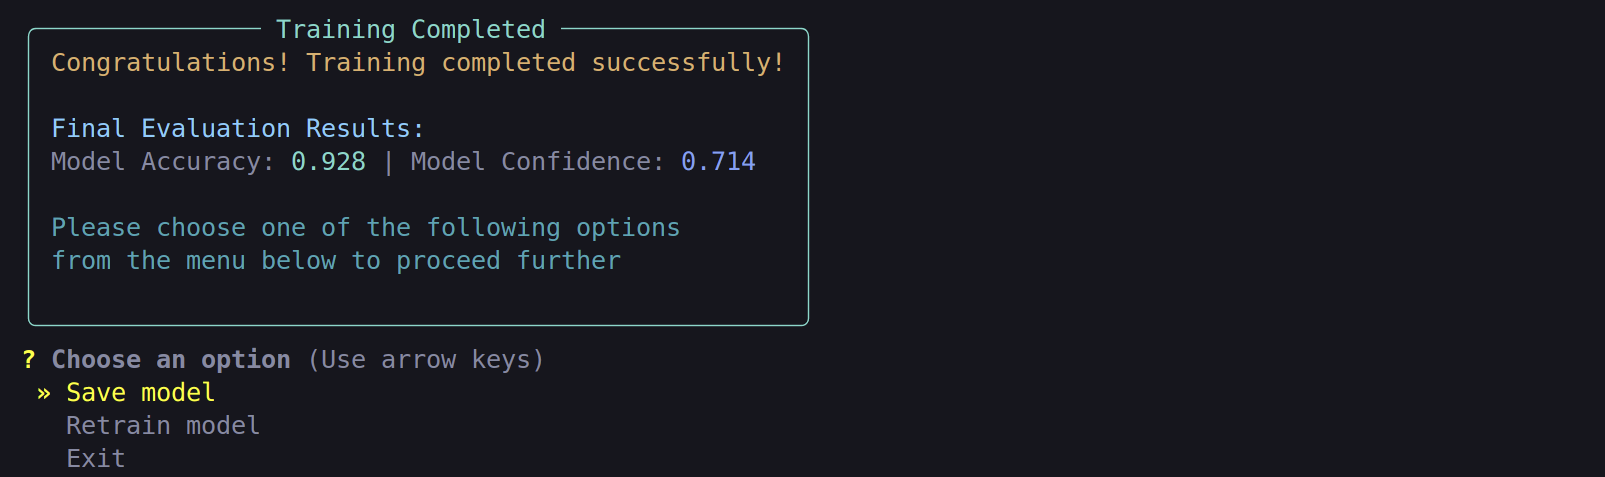 Training Completed
Congratulations! Training completed successfully!
Final Evaluation Results:
Model Accuracy: 0.928 | Model Confidence: 0.714
Please choose one of the following options
from the menu below to proceed further
? Choose an option (Use arrow keys)
» Save model
Retrain model
Exit